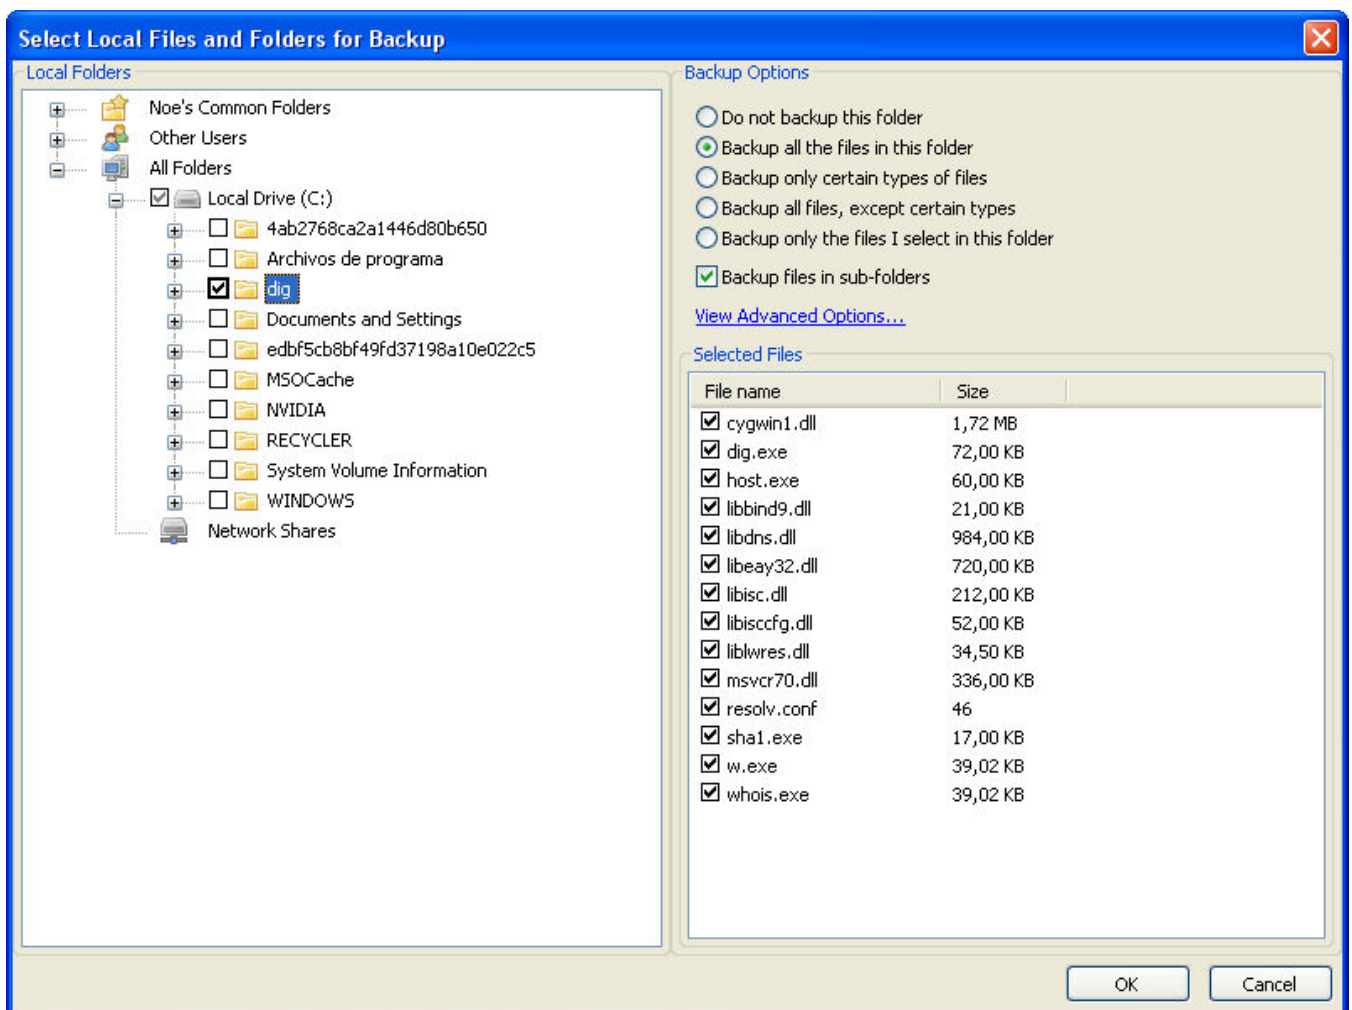 Select Local Files and Folders for Backup
Local Folders
Noe's Common Folders
Other Users
All Folders
Local Drive (C:)
4ab2768ca2a1446d80b650
Archivos de programa
dig
Documents and Settings
edbf5cb8bf49fd37198a10e022c5
MSOCache
NVIDIA
RECYCLER
System Volume Information
WINDOWS
Network Shares
Backup Options
Do not backup this folder
Backup all the files in this folder
Backup only certain types of files
Backup all files, except certain types
Backup only the files I select in this folder
Backup files in sub-folders
View Advanced Options...
Selected Files
File name Size
cygwin1.dll 1,72 MB
dig.exe 72,00 KB
host.exe 60,00 KB
libbind9.dll 21,00 KB
libdns.dll 984,00 KB
libeay32.dll 720,00 KB
libisc.dll 212,00 KB
libisccfg.dll 52,00 KB
liblwres.dll 34,50 KB
msvcr70.dll 336,00 KB
resolv.conf 46
sha1.exe 17,00 KB
w.exe 39,02 KB
whois.exe 39,02 KB
OK Cancel